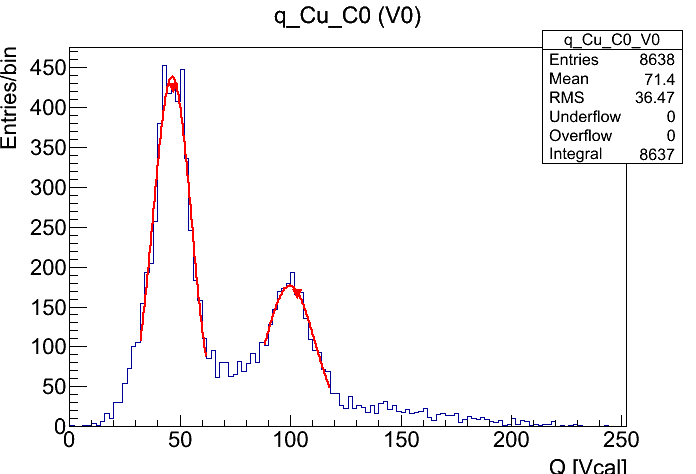 q_Cu_C0 (V0)
q_Cu_C0_V0
Entries 8638
Mean 71.4
RMS 36.47
Underflow 0
Overflow 0
Integral 8637
Entries/bin
450
400
350
300
250
200
150
100
50
0
0 50 100 150 200 250
Q [Vcal]